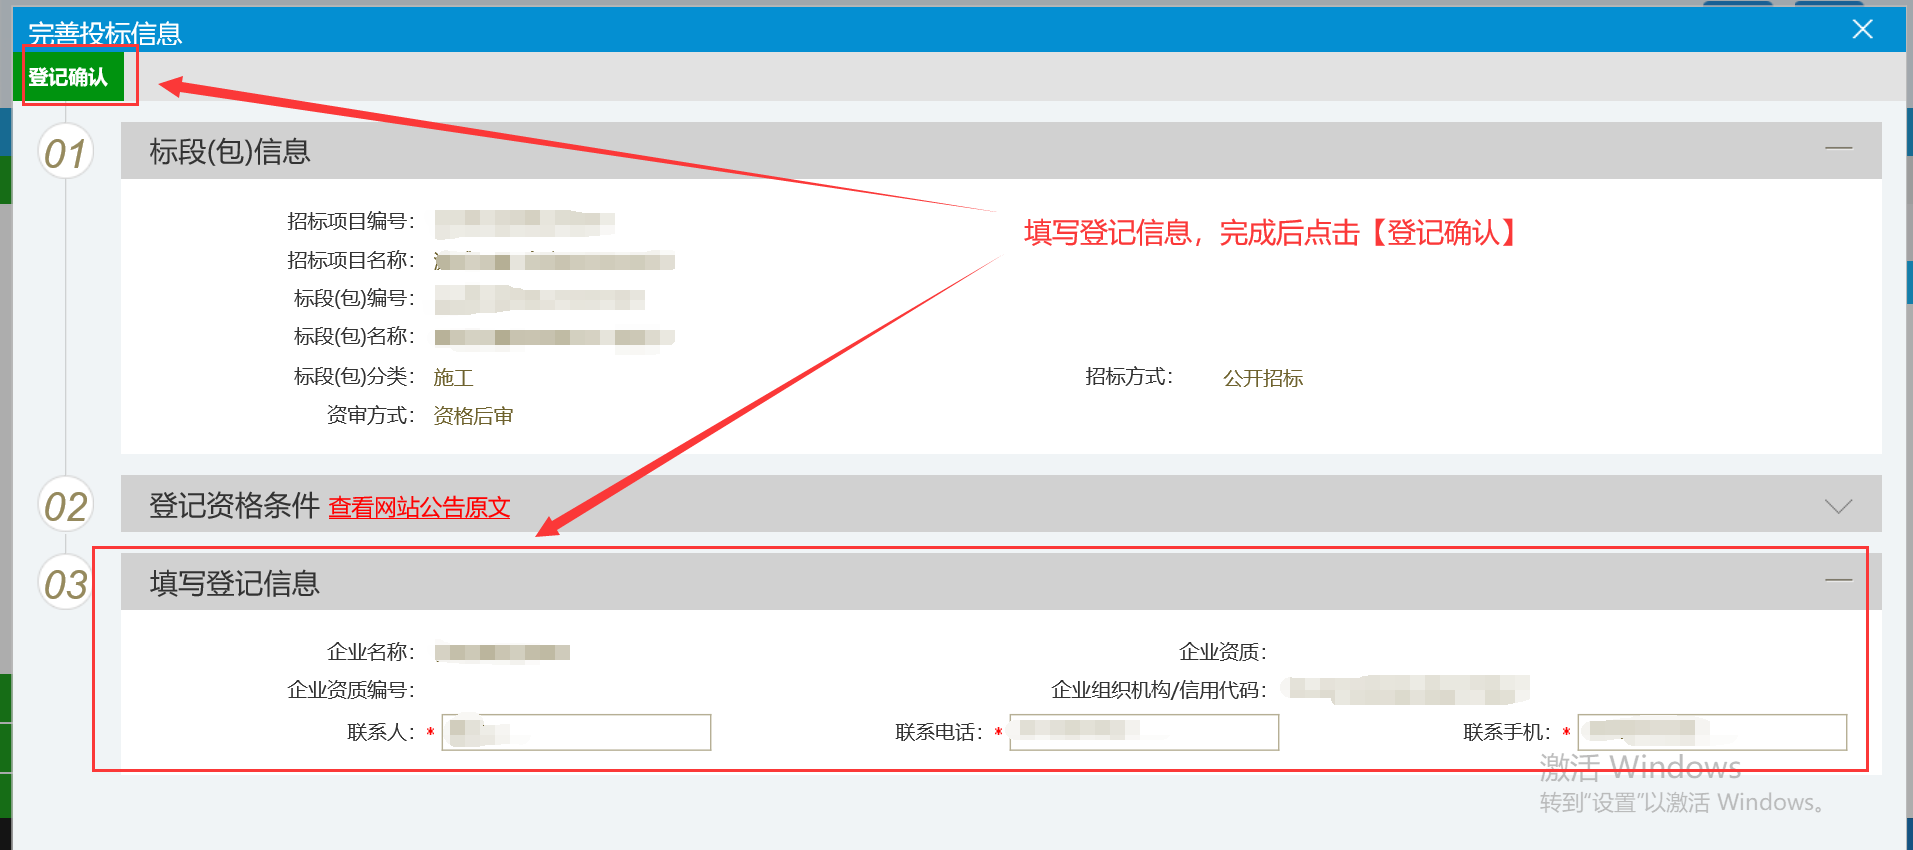 完善投标信息
登记确认
01
标段(包)信息
填写登记信息，完成后点击【登记确认】
招标项目编号：
招标项目名称：
标段(包)编号：
标段(包)名称：
标段(包)分类： 施工 招标方式： 公开招标
资审方式： 资格后审
02
登记资格条件 查看网站公告原文
03
填写登记信息
企业名称： 企业资质：
企业资质编号： 企业组织机构/信用代码：
联系人：* 联系电话：* 联系手机：*
激活 Windows
转到“设置”以激活 Windows。